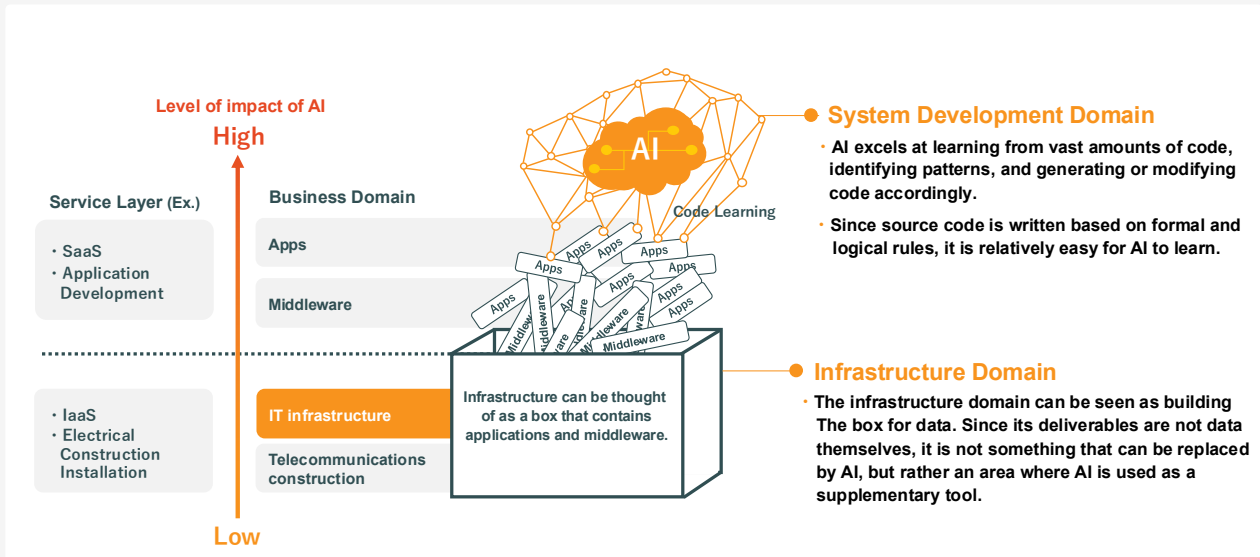 Level of impact of AI
High
Service Layer (Ex.)
・SaaS
・Application
Development
・IaaS
・Electrical
Construction
Installation
Low
Business Domain
Apps
Middleware
IT infrastructure
Telecommunications
construction
AI
Code Learning
Apps
Apps
Apps
Apps
Apps
Apps
Apps
Apps
Apps
Middleware
Middleware
Infrastructure can be thought
of as a box that contains
applications and middleware.
System Development Domain
・AI excels at learning from vast amounts of code,
identifying patterns, and generating or modifying
code accordingly.
・Since source code is written based on formal and
logical rules, it is relatively easy for AI to learn.
Infrastructure Domain
・The infrastructure domain can be seen as building
The box for data. Since its deliverables are not data
themselves, it is not something that can be replaced
by AI, but rather an area where AI is used as a
supplementary tool.